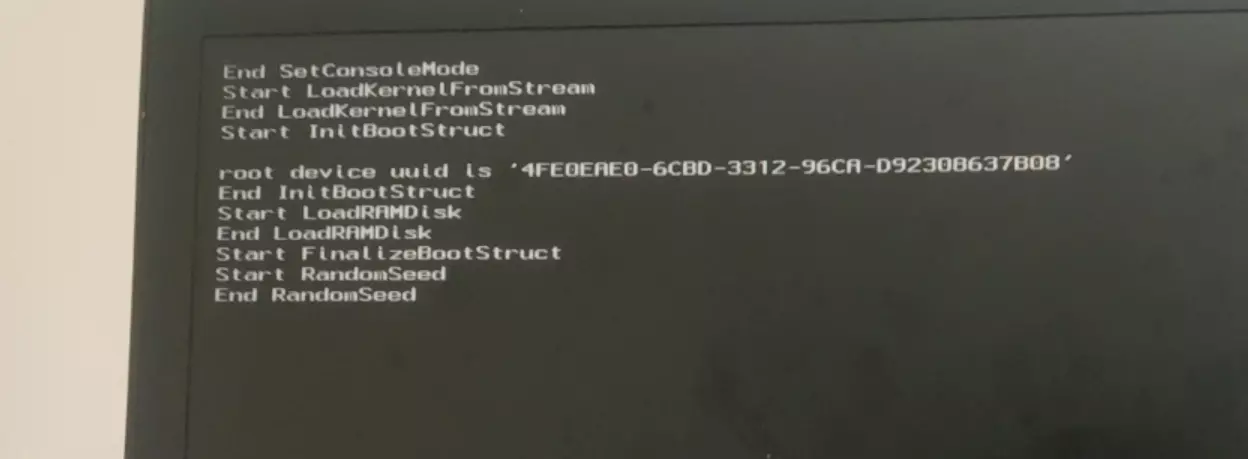 End SetConsoleMode
Start LoadKernelFromStream
End LoadKernelFromStream
Start InitBootStruct
root device uuid is '4FE0EAE0-6CBD-3312-96CA-D9230B637B08'
End InitBootStruct
Start LoadRAMDisk
End LoadRAMDisk
Start FinalizeBootStruct
Start RandomSeed
End RandomSeed